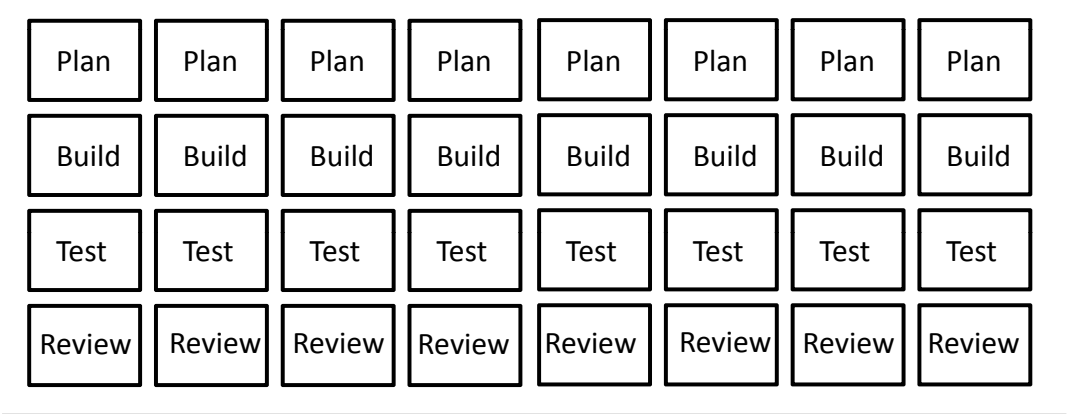 Plan Plan Plan Plan Plan Plan Plan Plan
Build Build Build Build Build Build Build Build
Test Test Test Test Test Test Test Test
Review Review Review Review Review Review Review Review